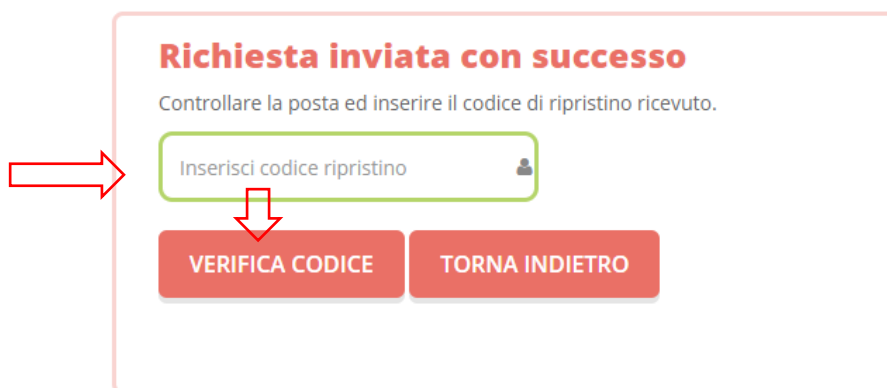 Richiesta inviata con successo
Controllare la posta ed inserire il codice di ripristino ricevuto.
Inserisci codice ripristino
VERIFICA CODICE TORNA INDIETRO